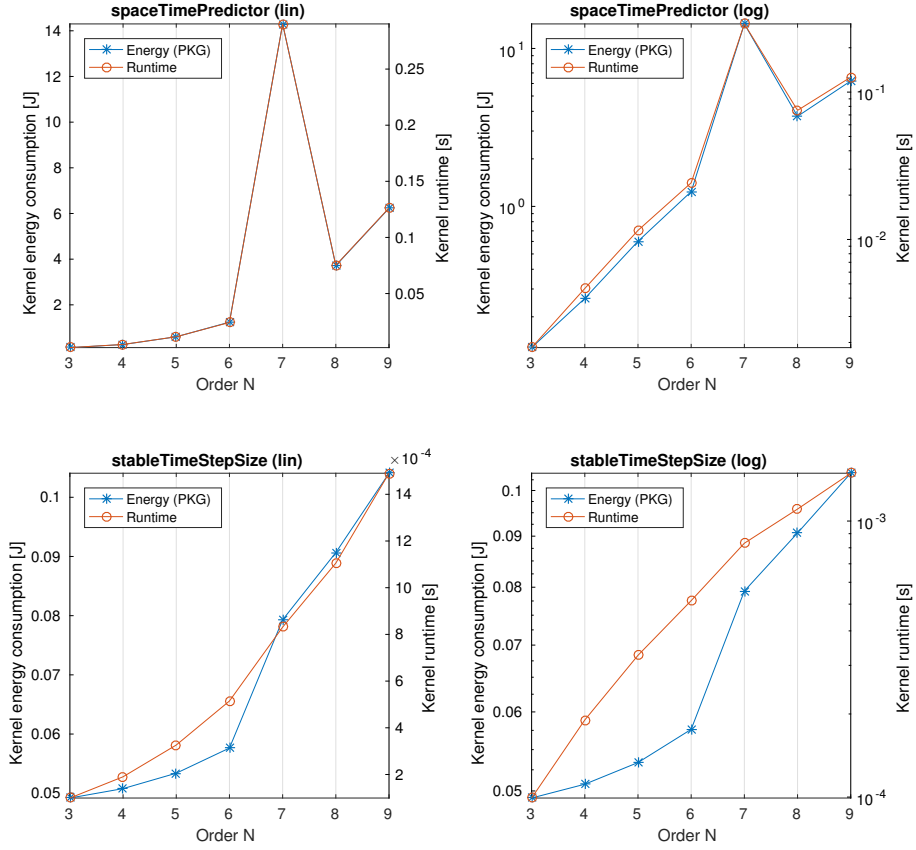 spaceTimePredictor (lin)
14
12
10
8
6
4
2
Kernel energy consumption [J]
Energy (PKG)
Runtime
0.25
0.2
0.15
0.1
0.05
Kernel runtime [s]
3 4 5 6 7 8 9
Order N
spaceTimePredictor (log)
10^1
10^0
Kernel energy consumption [J]
Energy (PKG)
Runtime
10^-1
10^-2
Kernel runtime [s]
3 4 5 6 7 8 9
Order N
stableTimeStepSize (lin)
×10^-4
0.1
0.09
0.08
0.07
0.06
0.05
Kernel energy consumption [J]
Energy (PKG)
Runtime
14
12
10
8
6
4
2
Kernel runtime [s]
3 4 5 6 7 8 9
Order N
stableTimeStepSize (log)
0.1
0.09
0.08
0.07
0.06
0.05
Kernel energy consumption [J]
Energy (PKG)
Runtime
10^-3
10^-4
Kernel runtime [s]
3 4 5 6 7 8 9
Order N